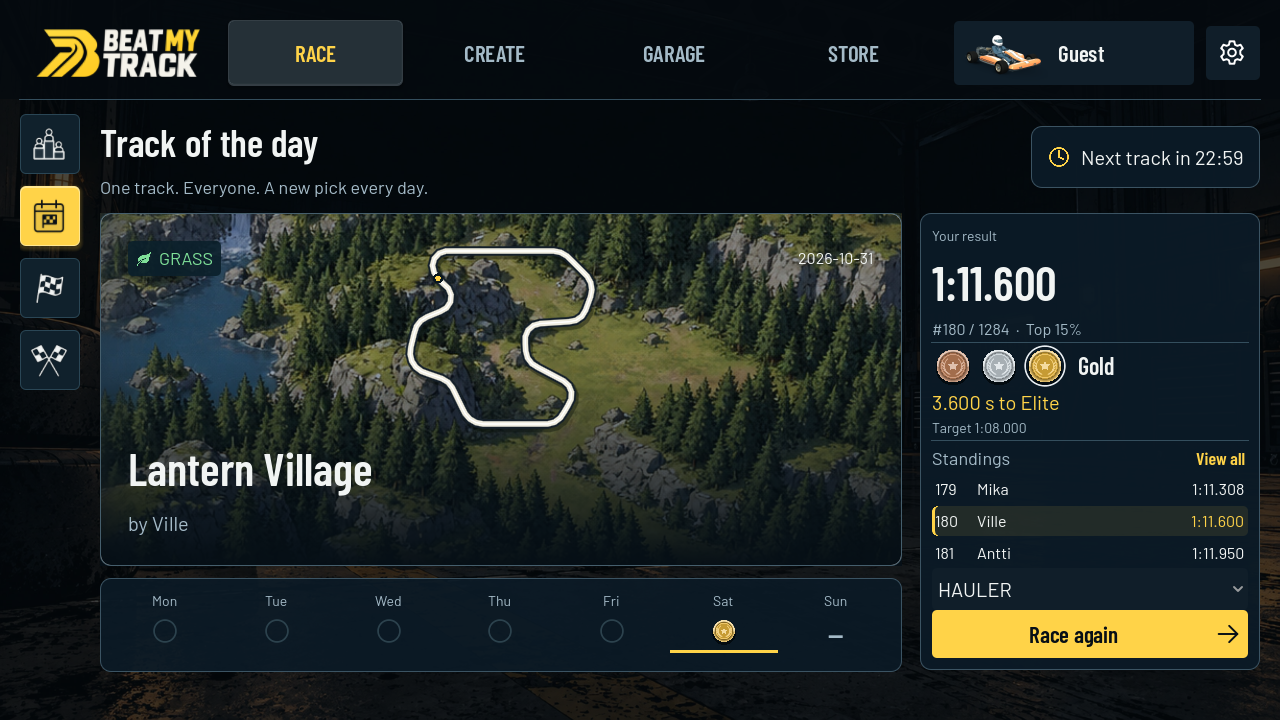 BEAT MY TRACK
RACE
CREATE
GARAGE
STORE
Guest
Track of the day
One track. Everyone. A new pick every day.
Next track in 22:59
GRASS
2026-10-31
Lantern Village
by Ville
Mon
Tue
Wed
Thu
Fri
Sat
Sun
–
Your result
1:11.600
#180 / 1284 · Top 15%
Gold
3.600 s to Elite
Target 1:08.000
Standings View all
179 Mika 1:11.308
180 Ville 1:11.600
181 Antti 1:11.950
HAULER
Race again